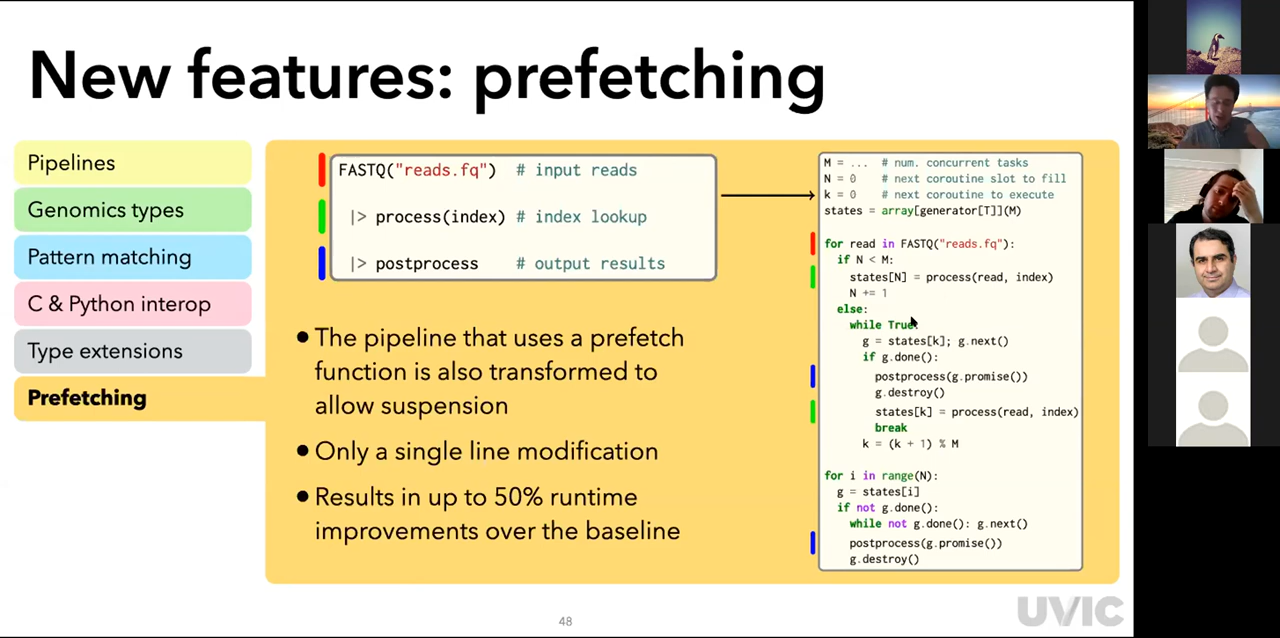 New features: prefetching
Pipelines
Genomics types
Pattern matching
C & Python interop
Type extensions
Prefetching
FASTQ("reads.fq") # input reads
|> process(index) # index lookup
|> postprocess # output results
• The pipeline that uses a prefetch
function is also transformed to
allow suspension
• Only a single line modification
• Results in up to 50% runtime
improvements over the baseline
M = ... # num. concurrent tasks
N = 0 # next coroutine slot to fill
k = 0 # next coroutine to execute
states = array[generator[T]](M)
for read in FASTQ("reads.fq"):
if N < M:
states[N] = process(read, index)
N += 1
else:
while True:
g = states[k]; g.next()
if g.done():
postprocess(g.promise())
g.destroy()
states[k] = process(read, index)
break
k = (k + 1) % M
for i in range(N):
g = states[i]
if not g.done():
while not g.done(): g.next()
postprocess(g.promise())
g.destroy()
48
UVIC